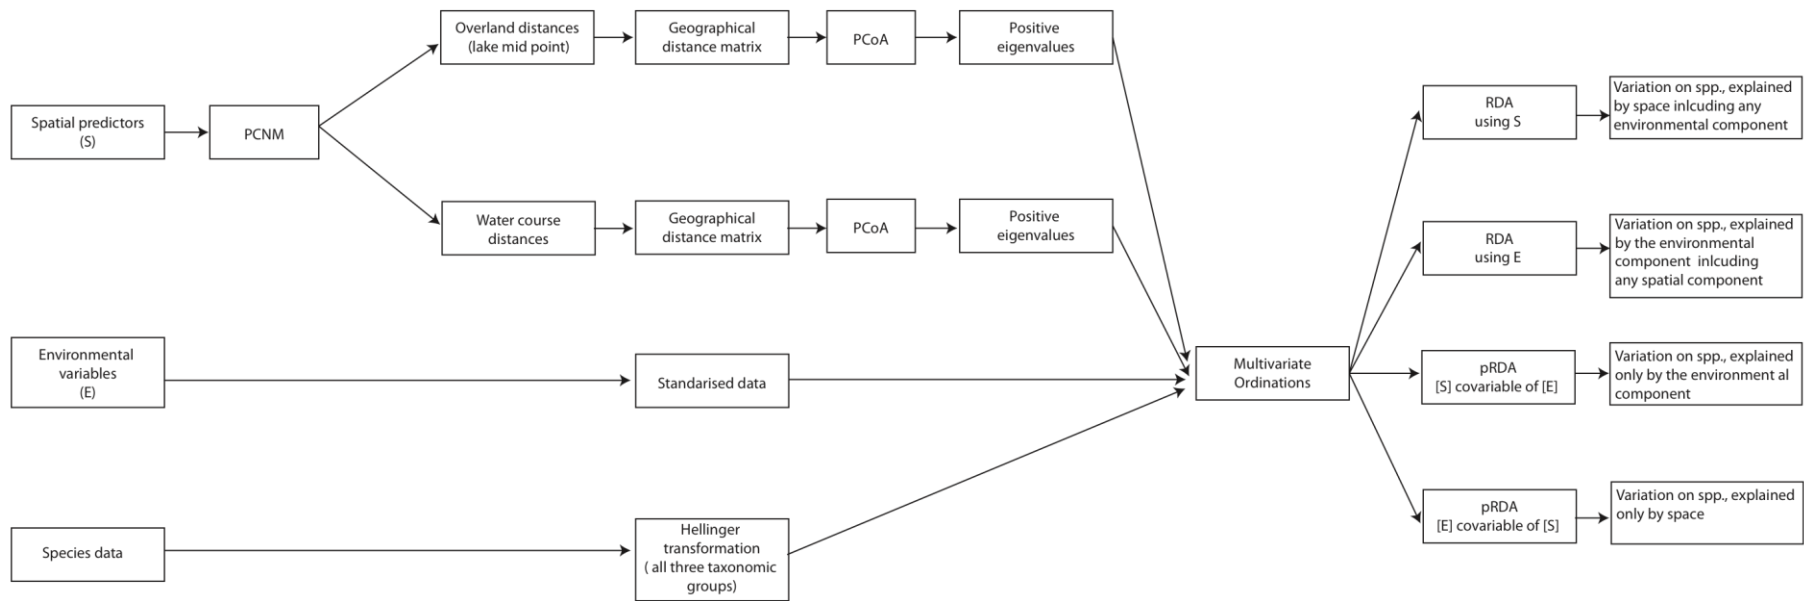 Overland distances
(lake mid point)
Geographical
distance matrix
PCoA
Positive
eigenvalues
Spatial predictors
(S)
PCNM
Water course
distances
Geographical
distance matrix
PCoA
Positive
eigenvalues
Environmental
variables
(E)
Standarised data
Species data
Hellinger
transformation
( all three taxonomic
groups)
Multivariate
Ordinations
RDA
using S
Variation on spp., explained
by space inlcuding any
environmental component
RDA
using E
Variation on spp., explained
by the environmental
component inlcuding
any spatial component
pRDA
[S] covariable of [E]
Variation on spp., explained
only by the environment al
component
pRDA
[E] covariable of [S]
Variation on spp., explained
only by space